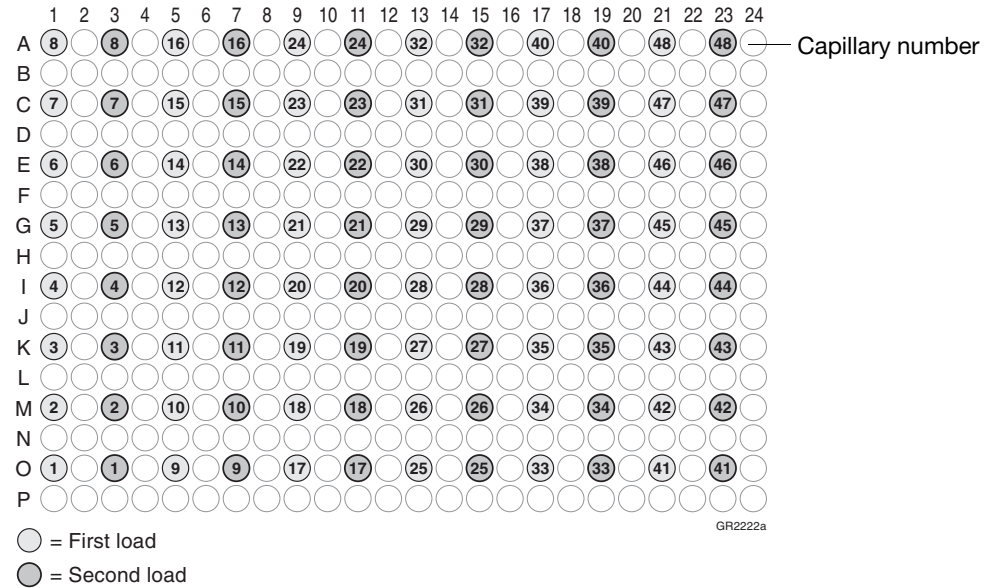 1 2 3 4 5 6 7 8 9 10 11 12 13 14 15 16 17 18 19 20 21 22 23 24
A 8 8 16 16 24 24 32 32 40 40 48 48 Capillary number
B
C 7 7 15 15 23 23 31 31 39 39 47 47
D
E 6 6 14 14 22 22 30 30 38 38 46 46
F
G 5 5 13 13 21 21 29 29 37 37 45 45
H
I 4 4 12 12 20 20 28 28 36 36 44 44
J
K 3 3 11 11 19 19 27 27 35 35 43 43
L
M 2 2 10 10 18 18 26 26 34 34 42 42
N
O 1 1 9 9 17 17 25 25 33 33 41 41
P
GR2222a
= First load
= Second load